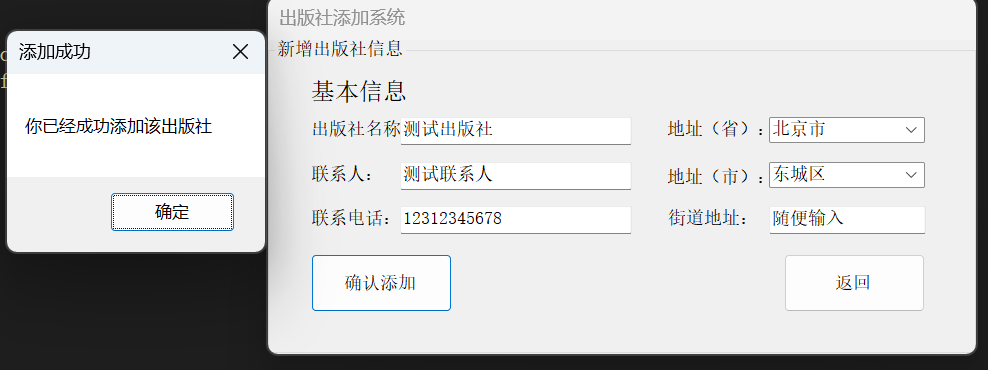 添加成功
你已经成功添加该出版社
确定
出版社添加系统
新增出版社信息
基本信息
出版社名称 测试出版社 地址（省）： 北京市
联系人： 测试联系人 地址（市）： 东城区
联系电话： 12312345678 街道地址： 随便输入
确认添加 返回